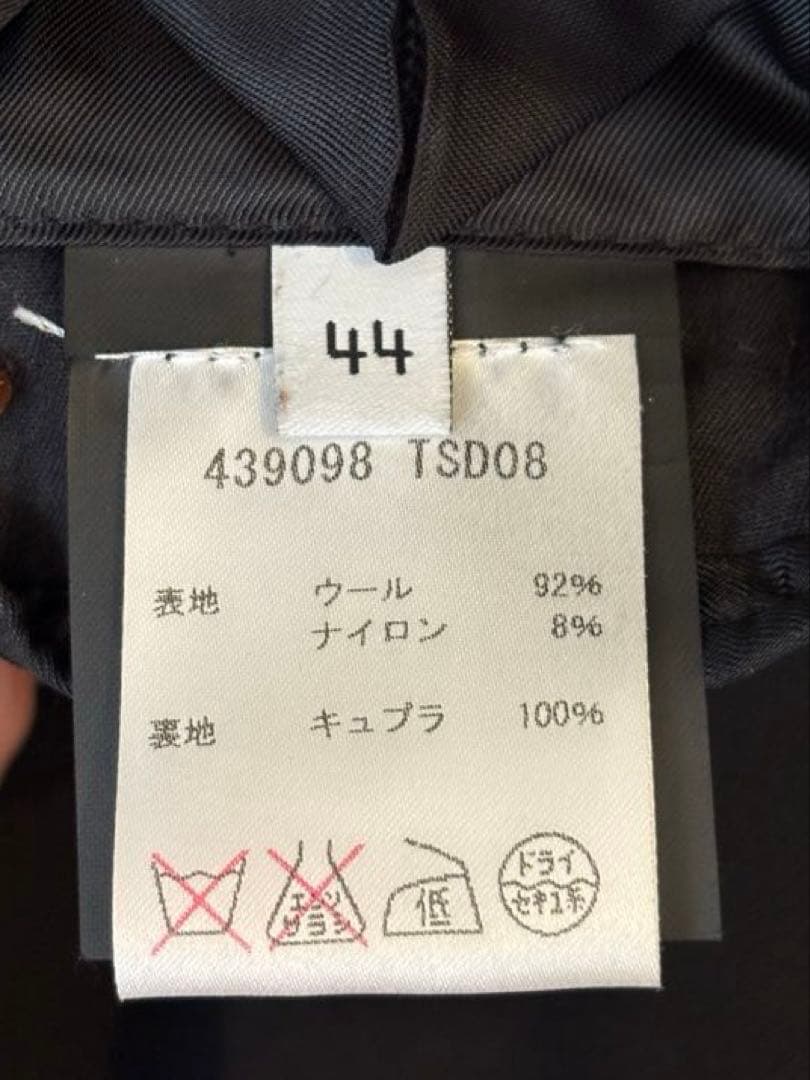 44
439098 TSD08
表地 ウール 92%
ナイロン 8%
裏地 キュプラ 100%
エンソ
サラシ
低
ドライ
セキユ系